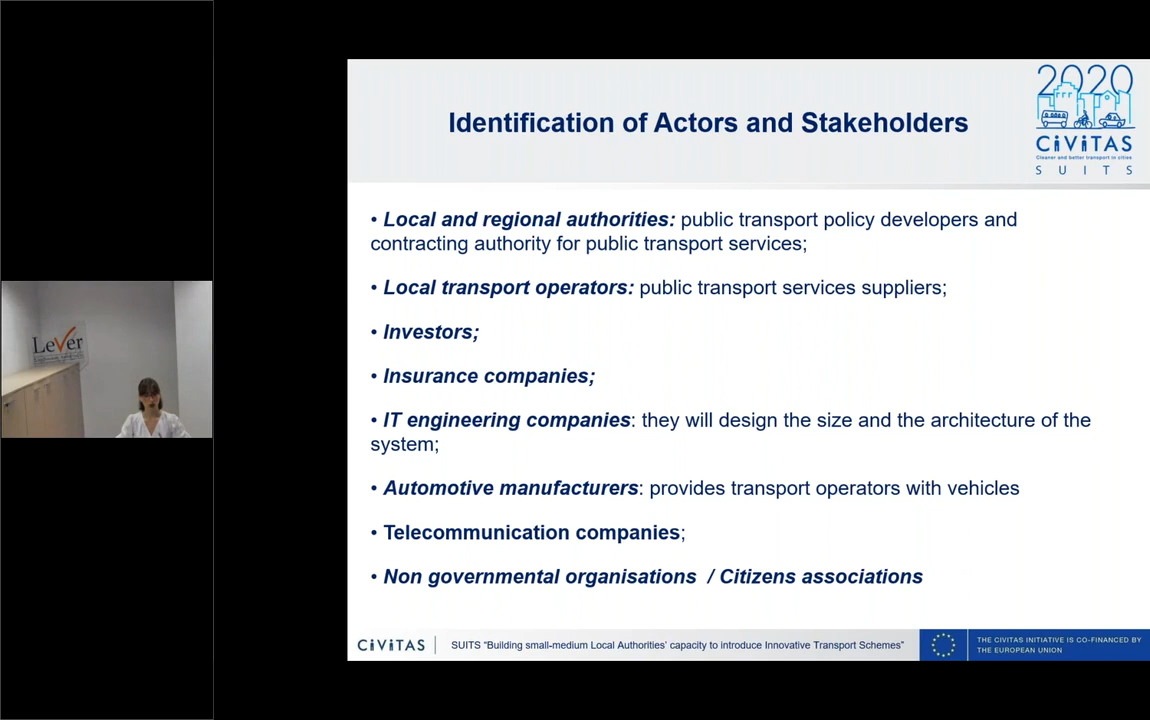 LeVer
Identification of Actors and Stakeholders
2020
CiViTAS
Cleaner and better transport in cities
S U I T S
• Local and regional authorities: public transport policy developers and
contracting authority for public transport services;
• Local transport operators: public transport services suppliers;
• Investors;
• Insurance companies;
• IT engineering companies: they will design the size and the architecture of the
system;
• Automotive manufacturers: provides transport operators with vehicles
• Telecommunication companies;
• Non governmental organisations / Citizens associations
CiViTAS
SUITS “Building small-medium Local Authorities’ capacity to introduce Innovative Transport Schemes”
THE CIVITAS INITIATIVE IS CO-FINANCED BY
THE EUROPEAN UNION